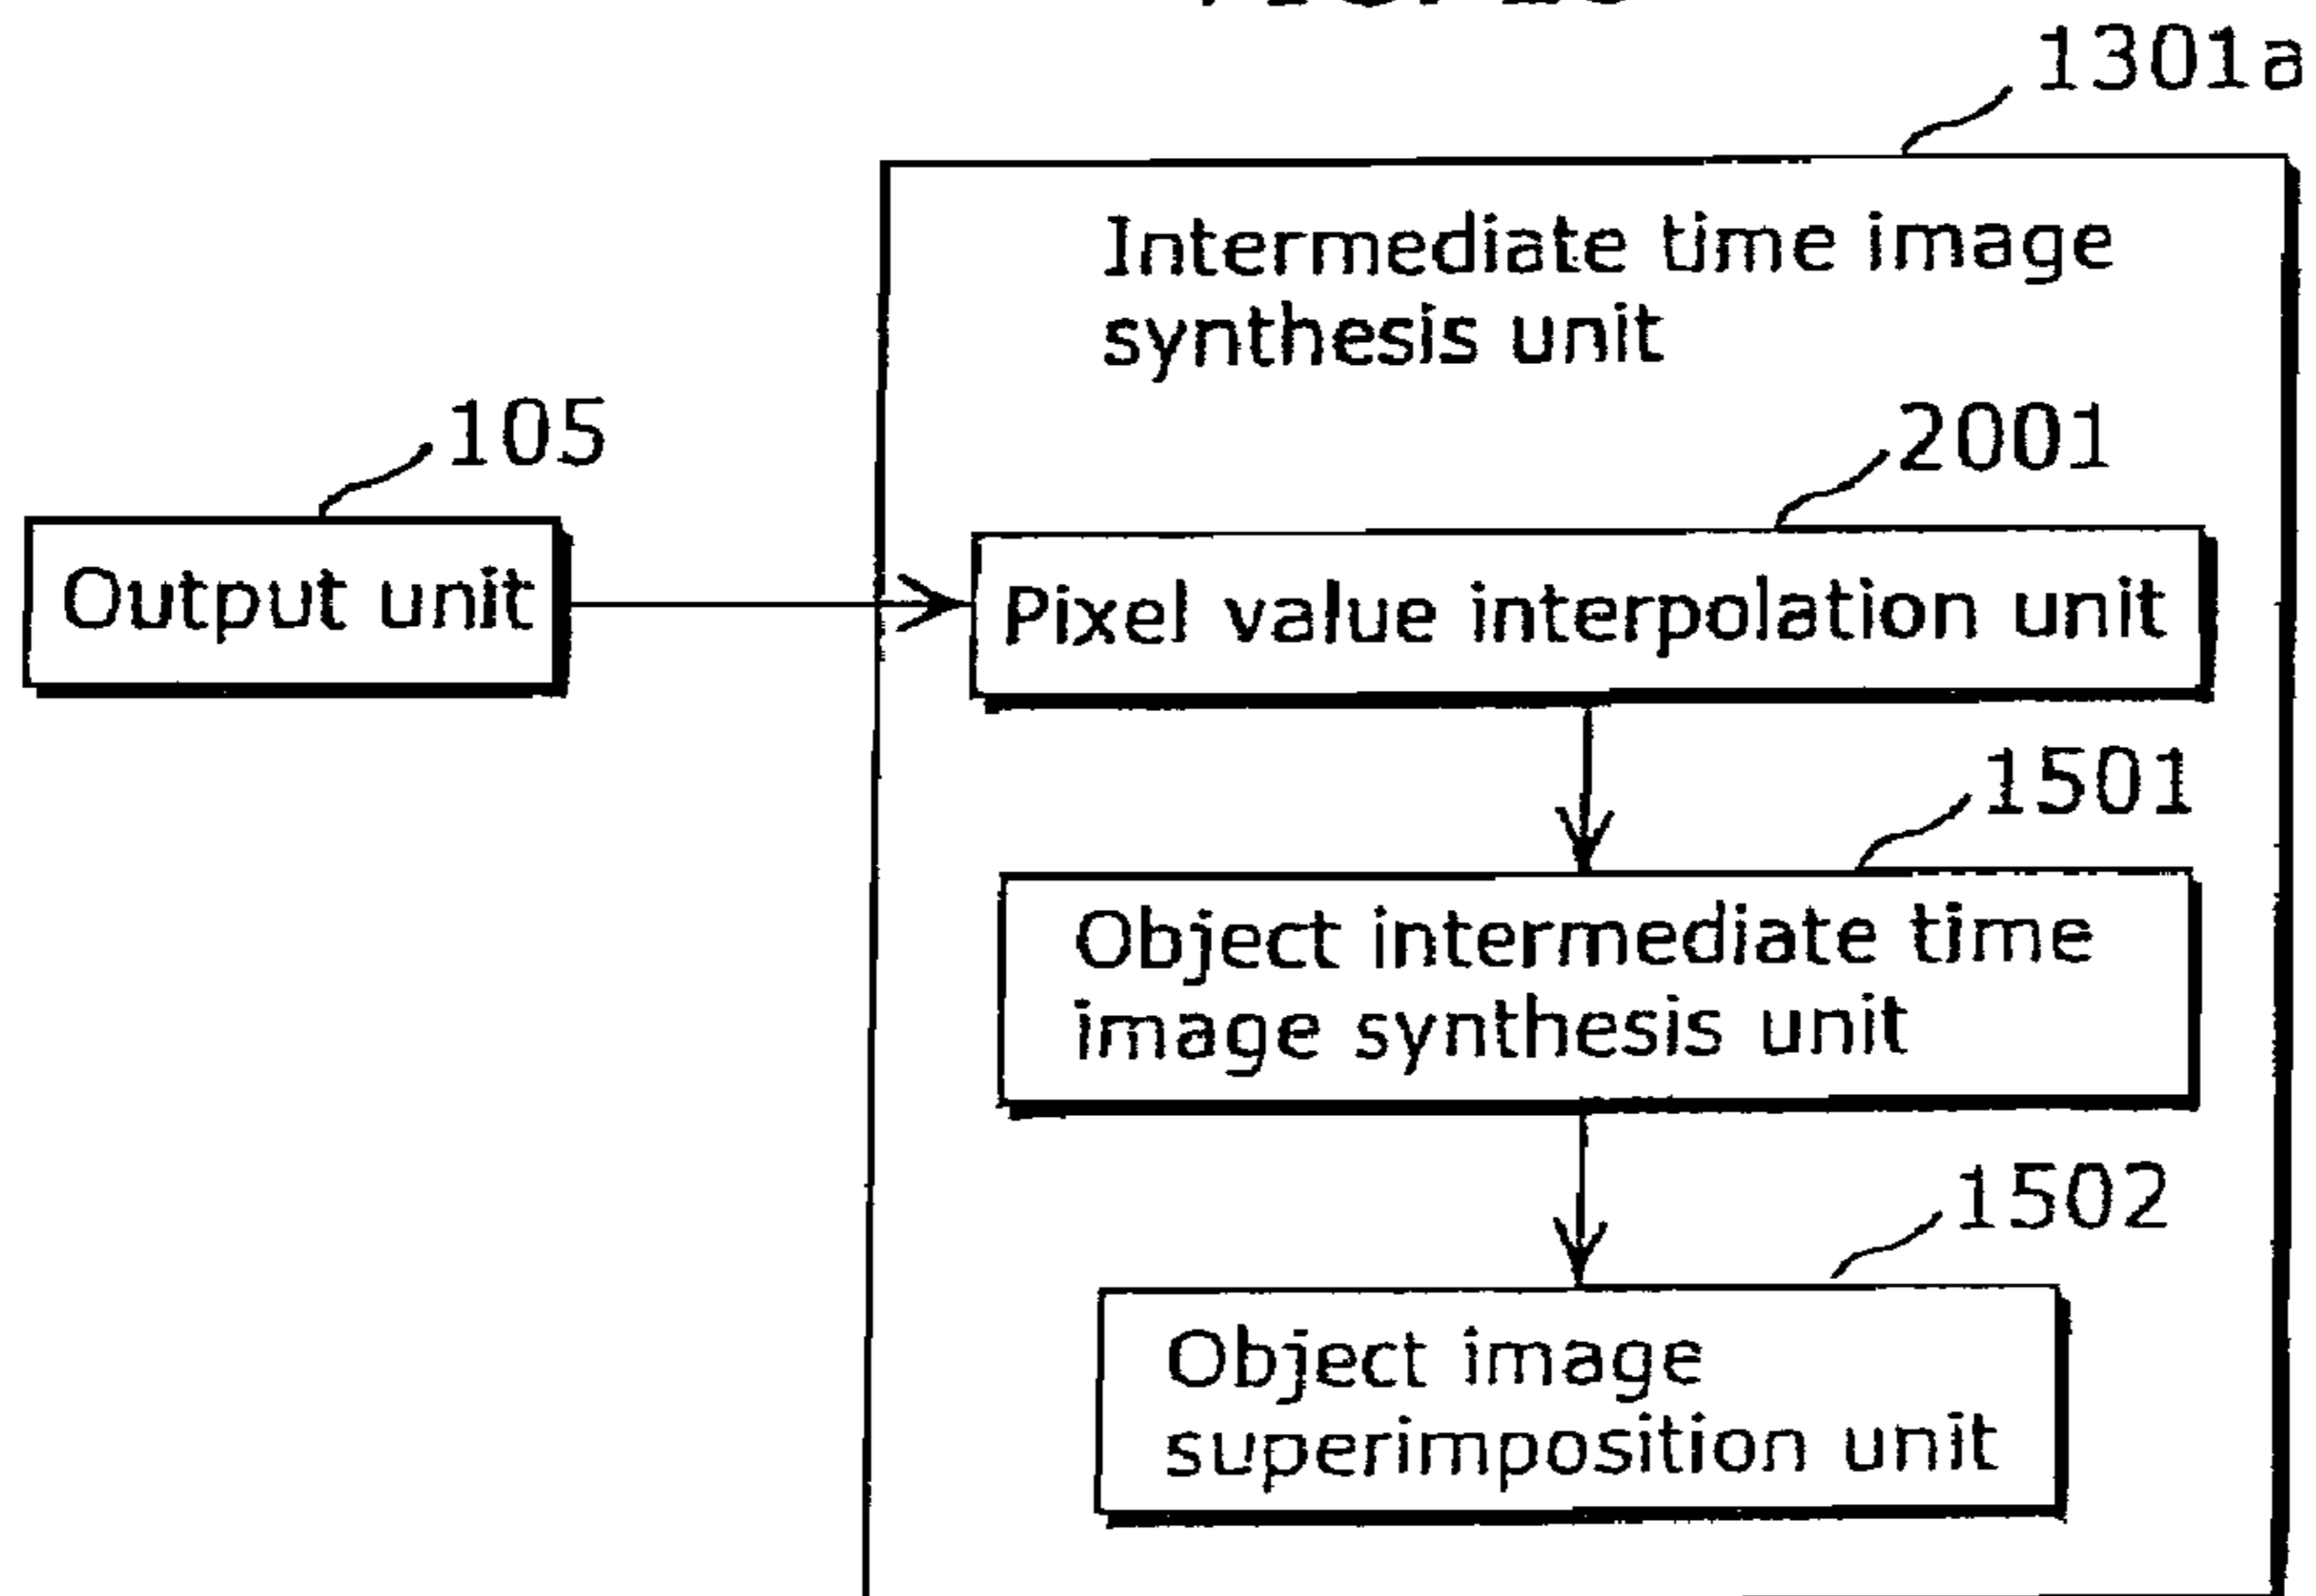 1301a
Intermediate time image
synthesis unit
105
2001
Output unit
Pixel value interpolation unit
1501
Object intermediate time
image synthesis unit
1502
Object image
superimposition unit